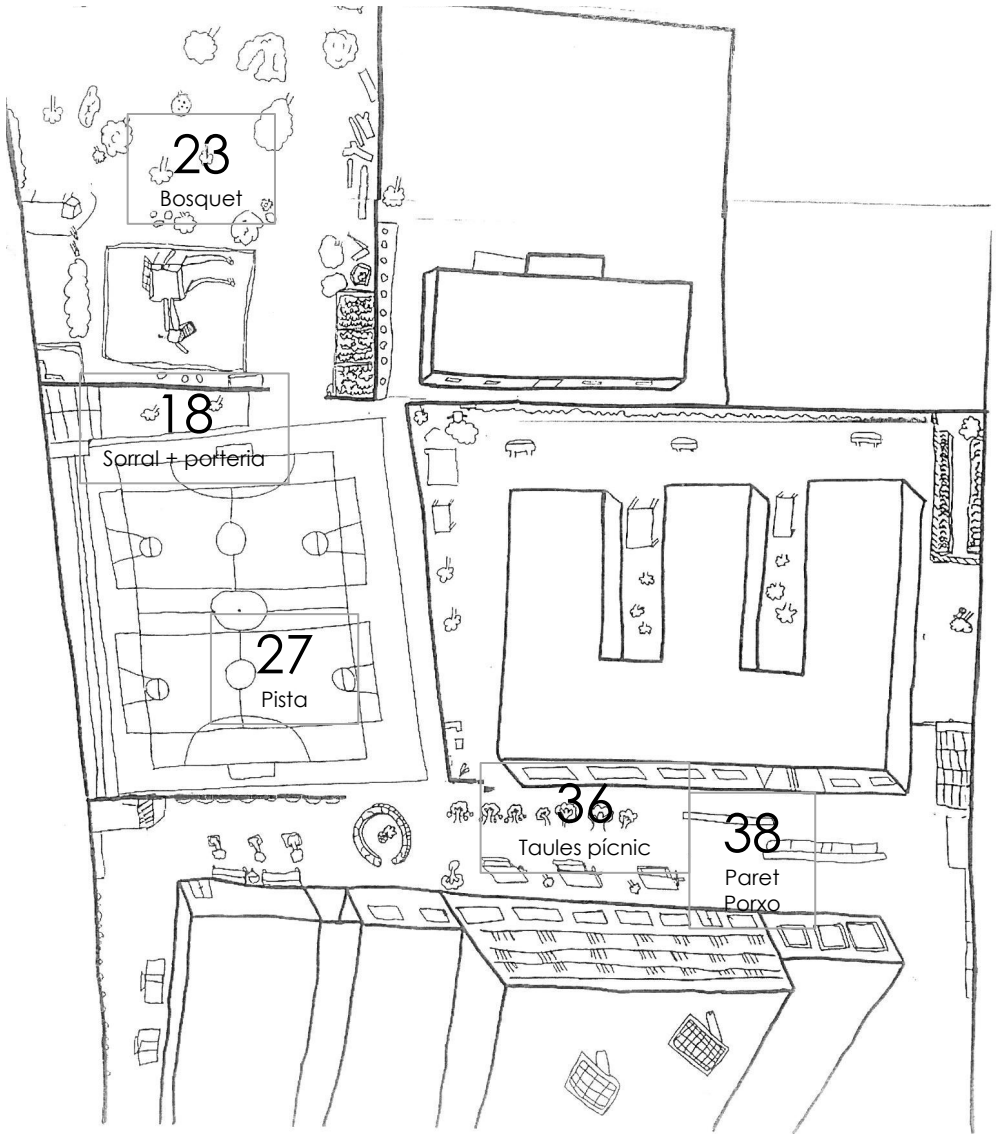 23
Bosquet
18
Sorral + porteria
27
Pista
36
Taules pícnic
38
Paret
Porxo